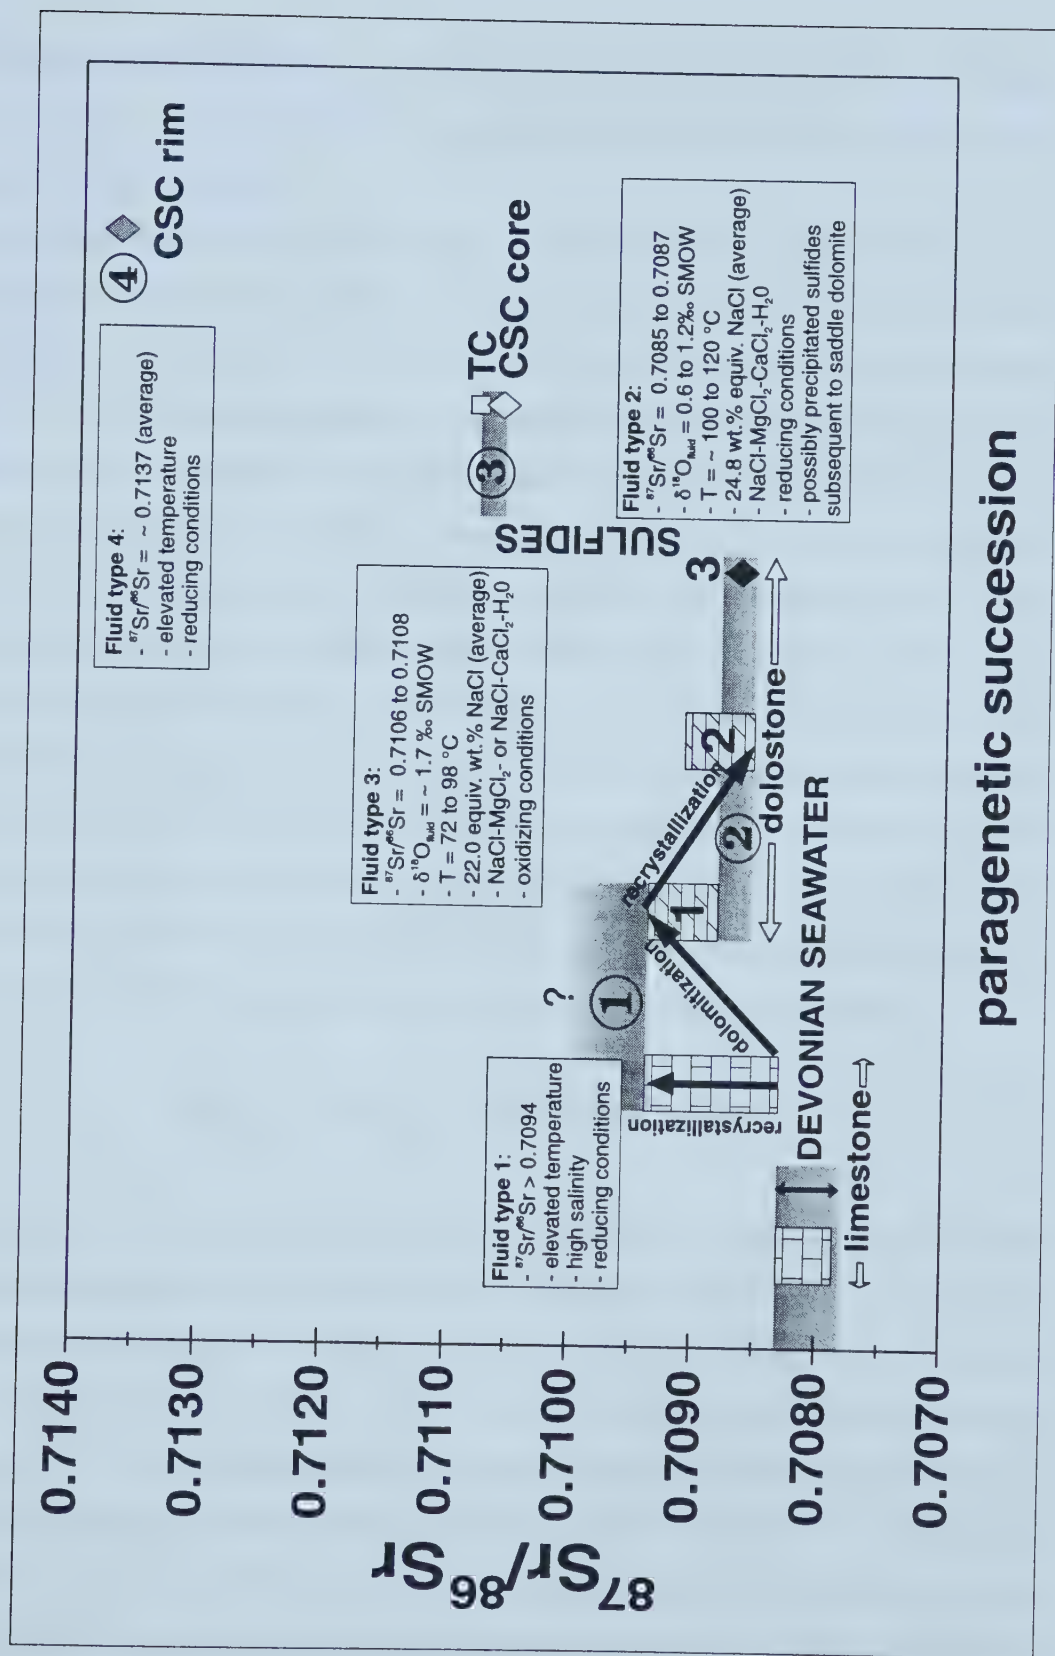 ⁸⁷Sr/⁸⁶Sr
0.7140
0.7130
0.7120
0.7110
0.7100
0.7090
0.7080
0.7070
Fluid type 4:
- ⁸⁷Sr/⁸⁶Sr = ~ 0.7137 (average)
- elevated temperature
- reducing conditions
4
CSC rim
Fluid type 3:
- ⁸⁷Sr/⁸⁶Sr = 0.7106 to 0.7108
- δ¹⁸O fluid = ~ 1.7 ‰ SMOW
- T = 72 to 98 °C
- 22.0 equiv. wt.% NaCl (average)
- NaCl-MgCl₂- or NaCl-CaCl₂-H₂0
- oxidizing conditions
3
TC
CSC core
SULFIDES
Fluid type 1:
- ⁸⁷Sr/⁸⁶Sr > 0.7094
- elevated temperature
- high salinity
- reducing conditions
?
1
recrystallization
dolomitization
1
recrystallization
2
2
3
Fluid type 2:
- ⁸⁷Sr/⁸⁶Sr = 0.7085 to 0.7087
- δ¹⁸O fluid = 0.6 to 1.2‰ SMOW
- T = ~ 100 to 120 °C
- 24.8 wt.% equiv. NaCl (average)
- NaCl-MgCl₂-CaCl₂-H₂0
- reducing conditions
- possibly precipitated sulfides
subsequent to saddle dolomite
dolostone
DEVONIAN SEAWATER
limestone
paragenetic succession